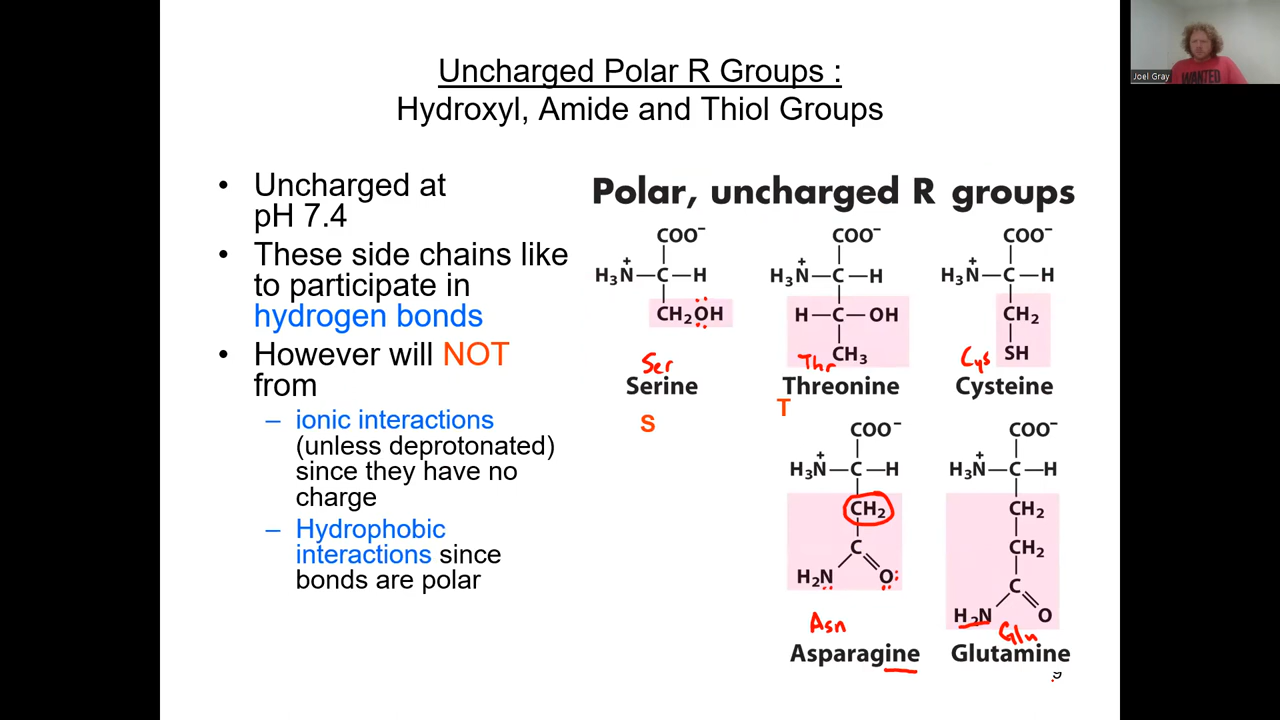 Uncharged Polar R Groups :
Hydroxyl, Amide and Thiol Groups
• Uncharged at
pH 7.4
• These side chains like
to participate in
hydrogen bonds
• However will NOT
from
– ionic interactions
(unless deprotonated)
since they have no
charge
– Hydrophobic
interactions since
bonds are polar
Polar, uncharged R groups
COO⁻
H₃N⁺—C—H
CH₂OH
Ser
Serine
S
COO⁻
H₃N⁺—C—H
H—C—OH
CH₃
Thr
Threonine
T
COO⁻
H₃N⁺—C—H
CH₂
SH
Cys
Cysteine
COO⁻
H₃N⁺—C—H
CH₂
C
H₂N O
Asn
Asparagine
COO⁻
H₃N⁺—C—H
CH₂
CH₂
C
H₂N O
Gln
Glutamine
9
Joel Gray
WANTED